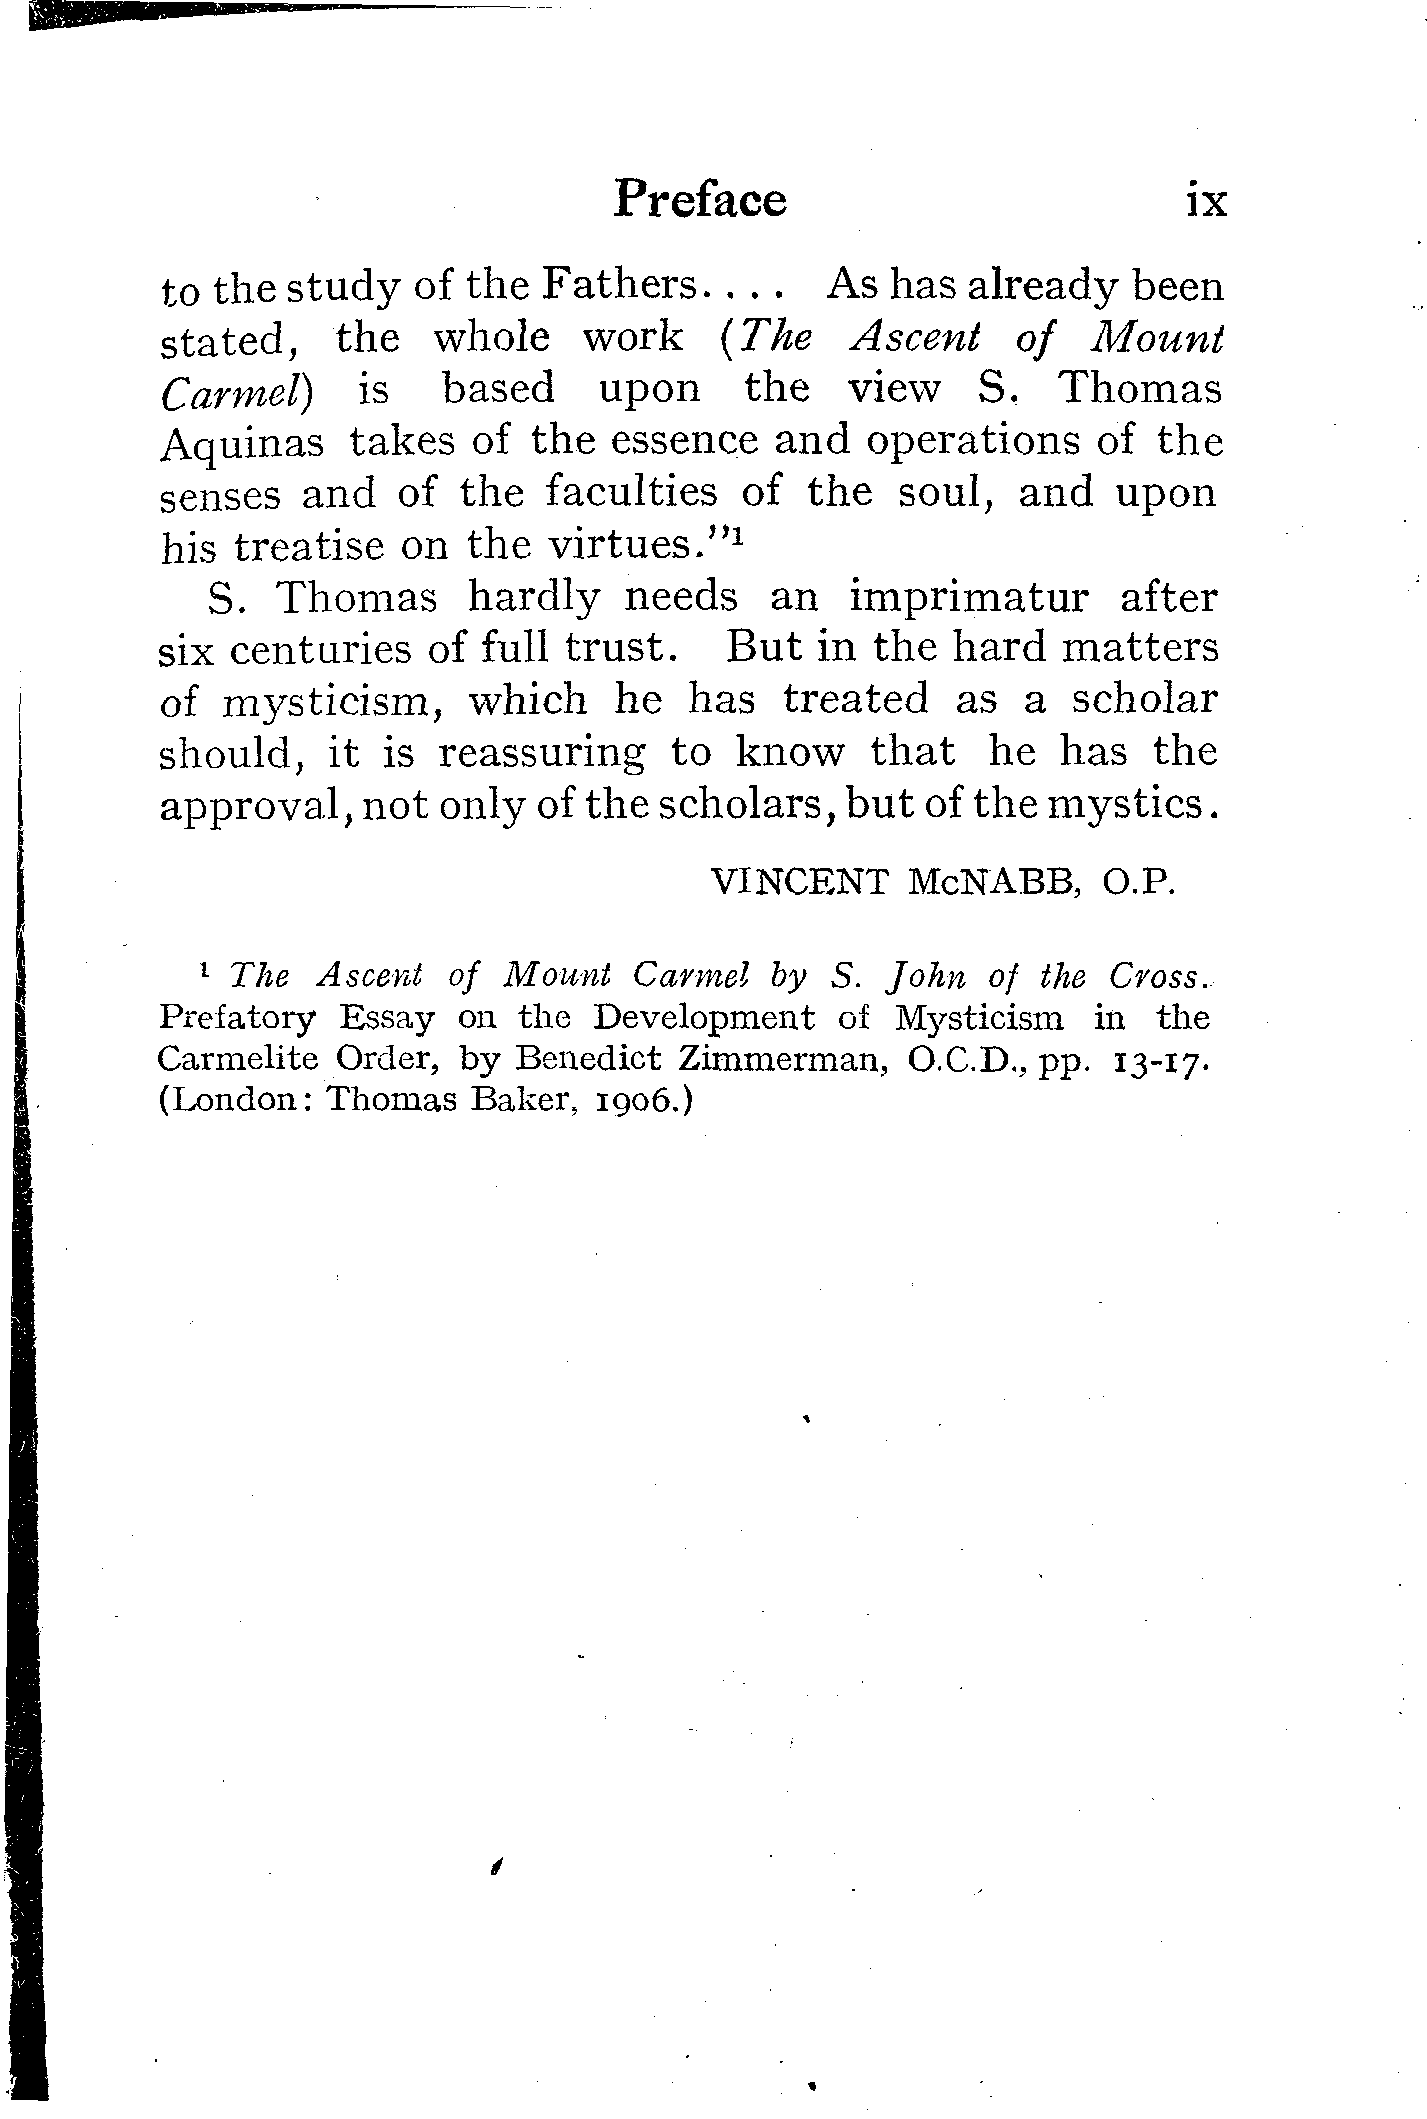 Preface ix
to the study of the Fathers. . . . As has already been
stated, the whole work (The Ascent of Mount
Carmel) is based upon the view S. Thomas
Aquinas takes of the essence and operations of the
senses and of the faculties of the soul, and upon
his treatise on the virtues."¹
S. Thomas hardly needs an imprimatur after
six centuries of full trust. But in the hard matters
of mysticism, which he has treated as a scholar
should, it is reassuring to know that he has the
approval, not only of the scholars, but of the mystics.
VINCENT McNABB, O.P.
¹ The Ascent of Mount Carmel by S. John of the Cross.
Prefatory Essay on the Development of Mysticism in the
Carmelite Order, by Benedict Zimmerman, O.C.D., pp. 13-17.
(London: Thomas Baker, 1906.)